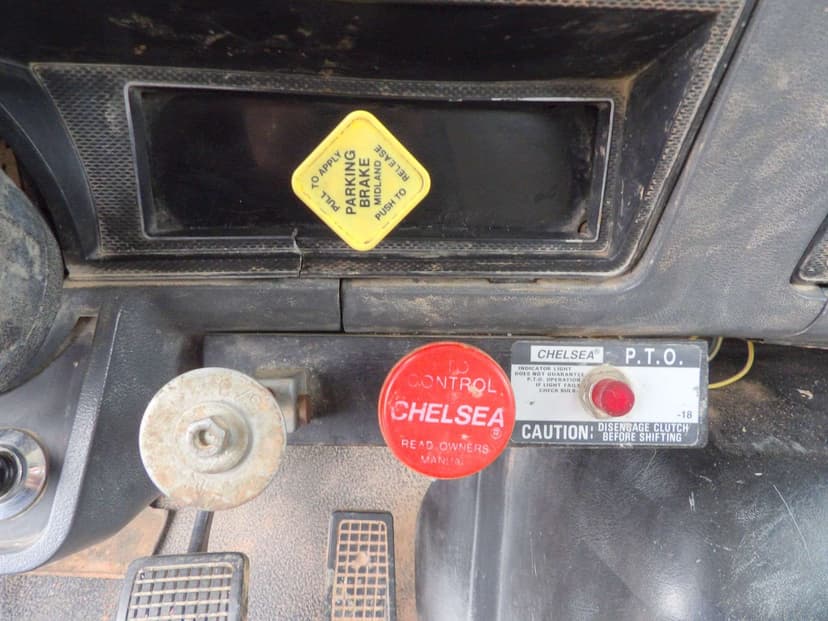 PULL TO APPLY
PARKING
BRAKE
MIDLAND
PUSH TO RELEASE
CONTROL
CHELSEA®
READ OWNERS
MANUAL
CHELSEA® P.T.O.
INDICATOR LIGHT
DOES NOT GUARANTEE
P.T.O. OPERATION
IF LIGHT FAILS
CHECK BULB
-18
CAUTION: DISENGAGE CLUTCH
BEFORE SHIFTING